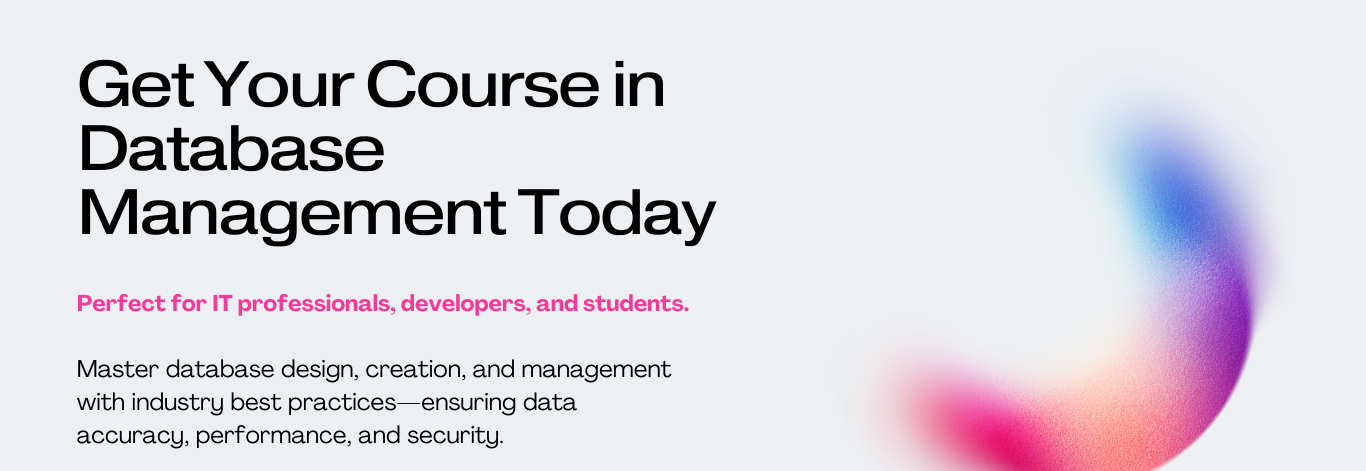 Get Your Course in
Database
Management Today
Perfect for IT professionals, developers, and students.
Master database design, creation, and management
with industry best practices—ensuring data
accuracy, performance, and security.